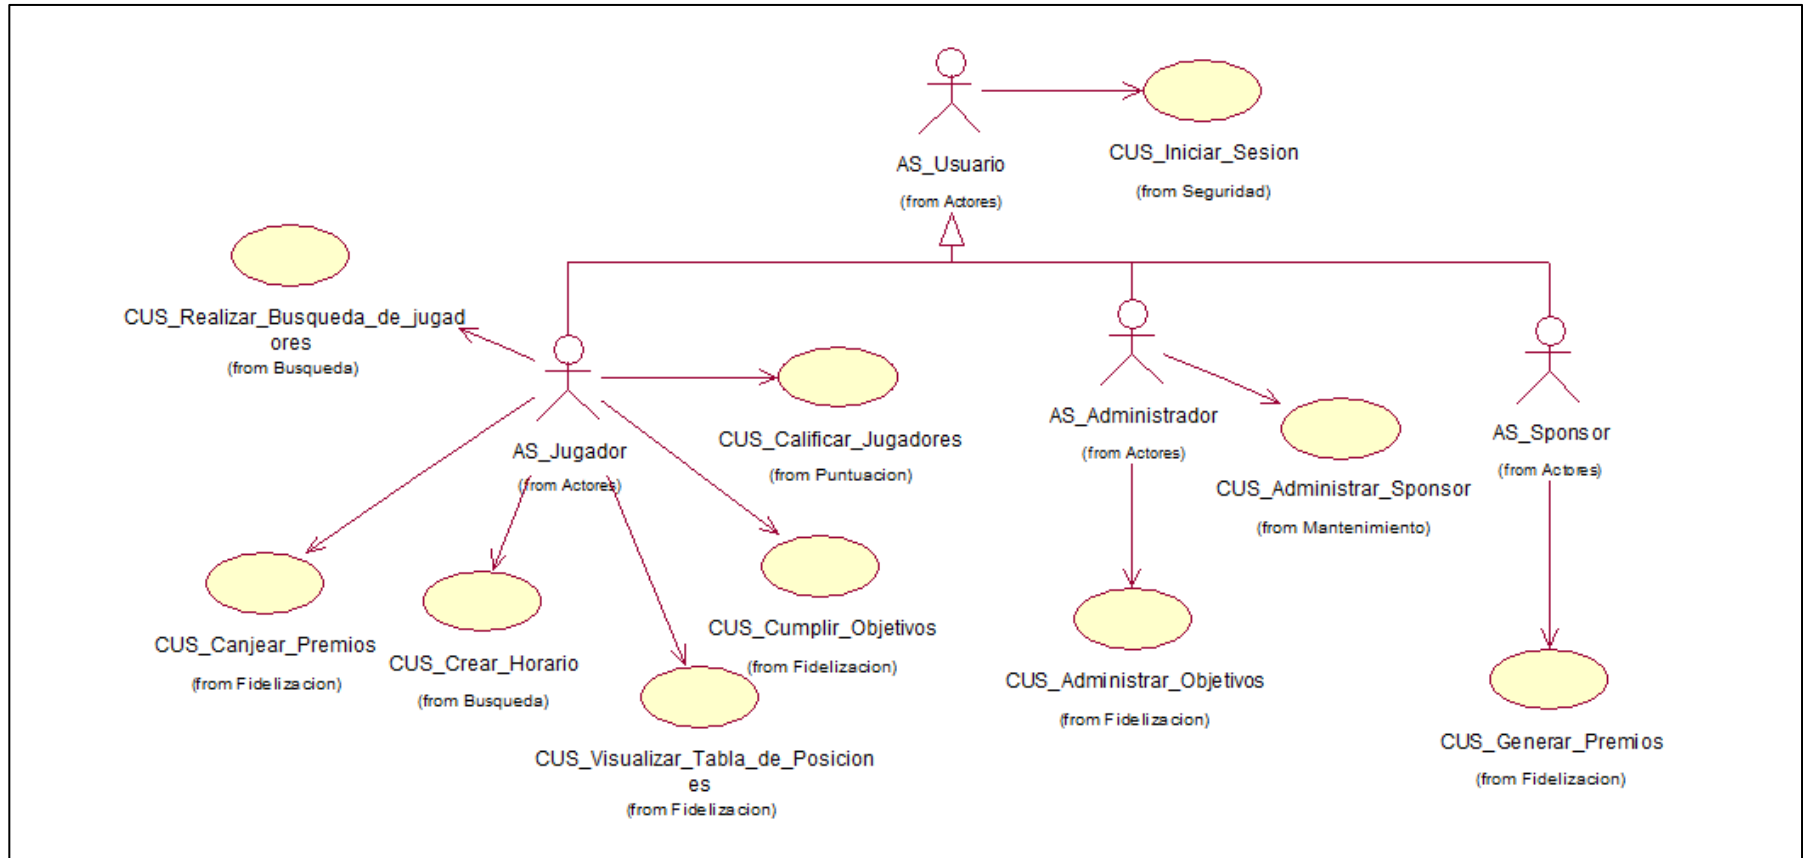 AS_Usuario
(from Actores)
CUS_Iniciar_Sesion
(from Seguridad)
CUS_Realizar_Busqueda_de_jugad
ores
(from Busqueda)
AS_Jugador
(from Actores)
CUS_Calificar_Jugadores
(from Puntuacion)
AS_Administrador
(from Actores)
CUS_Administrar_Sponsor
(from Mantenimiento)
AS_Sponsor
(from Actores)
CUS_Canjear_Premios
(from Fidelizacion)
CUS_Crear_Horario
(from Busqueda)
CUS_Visualizar_Tabla_de_Posicion
es
(from Fidelizacion)
CUS_Cumplir_Objetivos
(from Fidelizacion)
CUS_Administrar_Objetivos
(from Fidelizacion)
CUS_Generar_Premios
(from Fidelizacion)